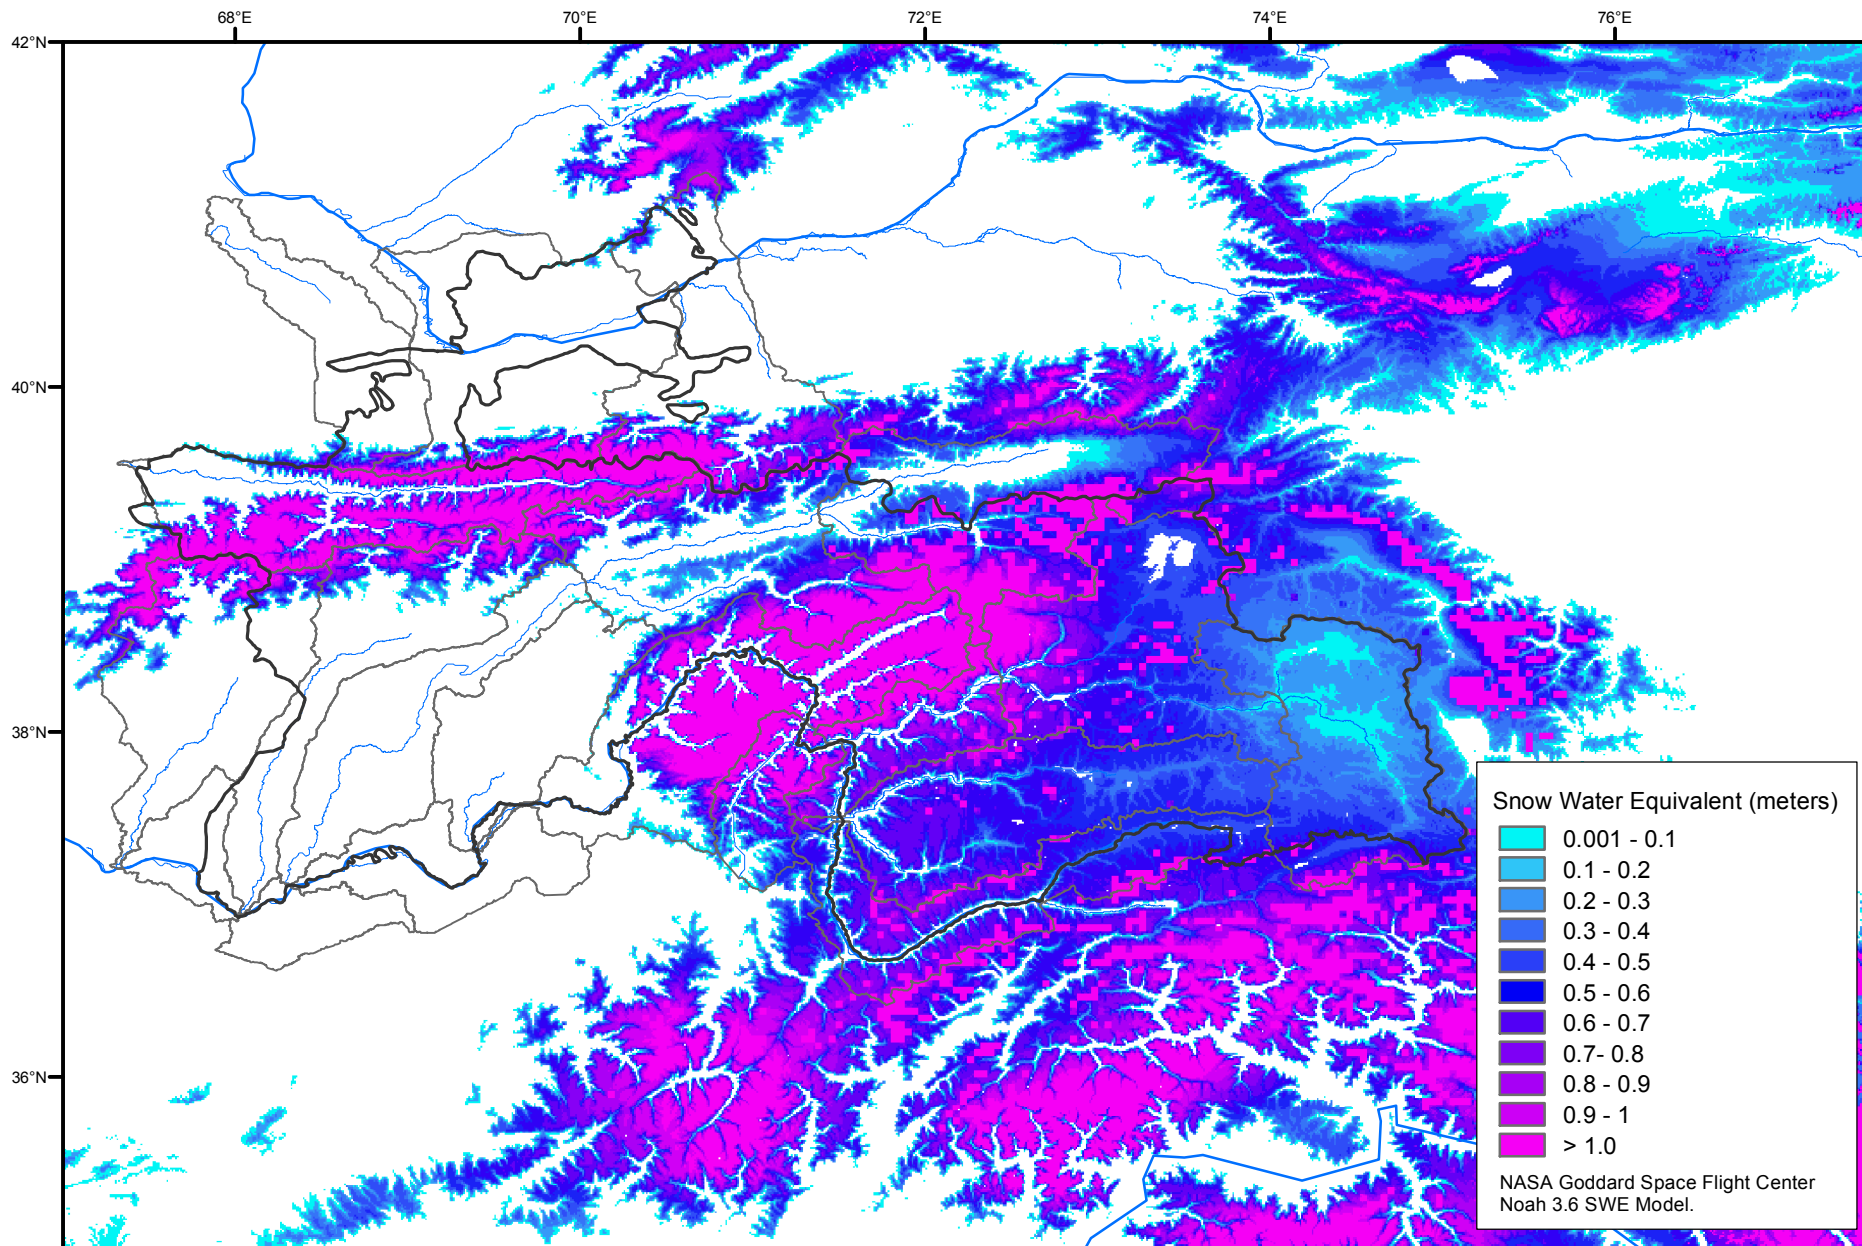 68°E 70°E 72°E 74°E 76°E
42°N
40°N
38°N
36°N
Snow Water Equivalent (meters)
0.001 - 0.1
0.1 - 0.2
0.2 - 0.3
0.3 - 0.4
0.4 - 0.5
0.5 - 0.6
0.6 - 0.7
0.7- 0.8
0.8 - 0.9
0.9 - 1
> 1.0
NASA Goddard Space Flight Center
Noah 3.6 SWE Model.